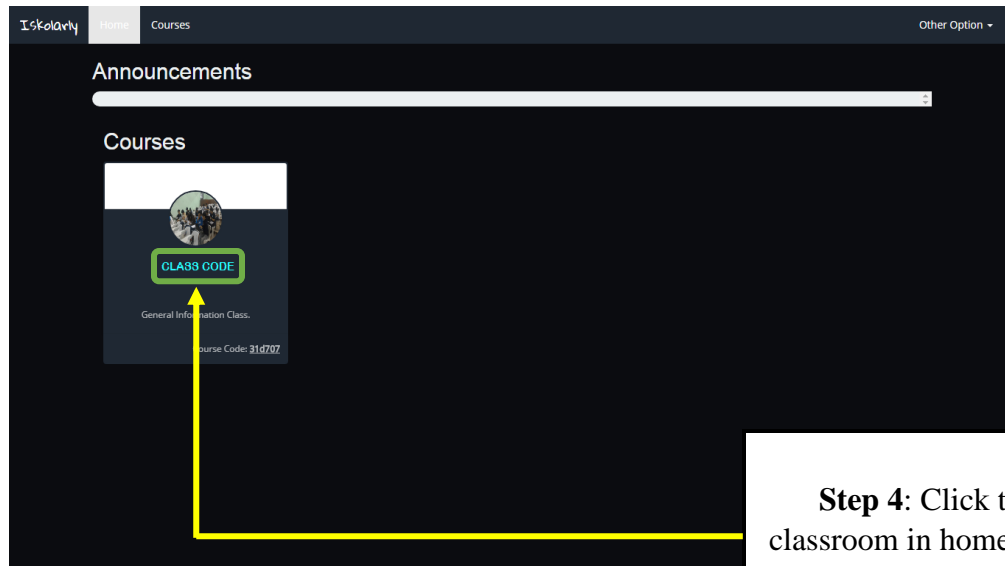 Iskolarly Home Courses Other Option
Announcements
Courses
CLASS CODE
General Information Class.
Course Code: 31d707
Step 4: Click
classroom in home